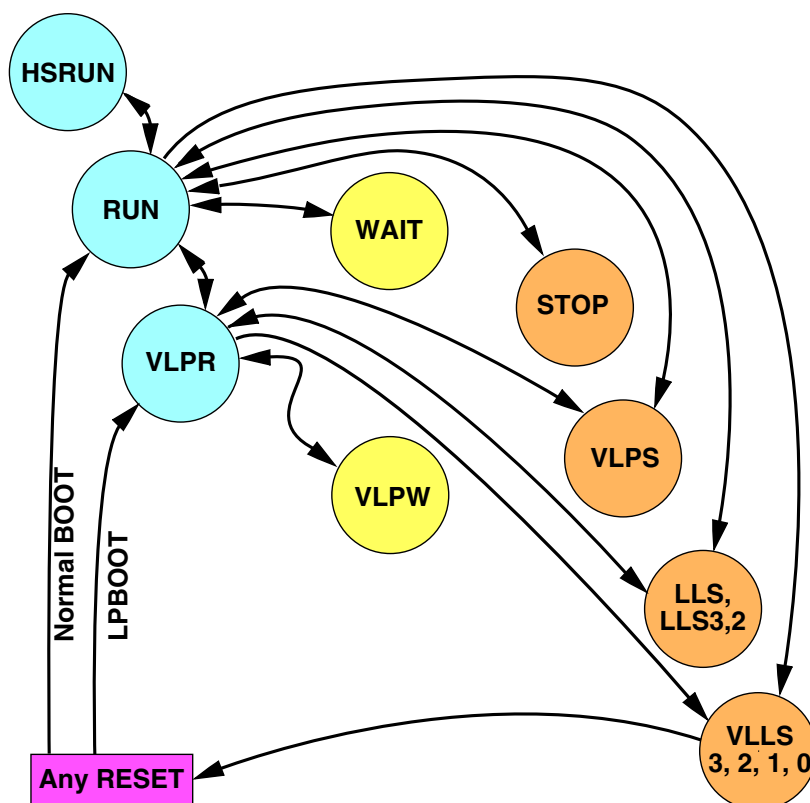 HSRUN
RUN
WAIT
STOP
VLPR
VLPS
VLPW
Normal BOOT
LPBOOT
LLS,
LLS3,2
VLLS
3, 2, 1, 0
Any RESET